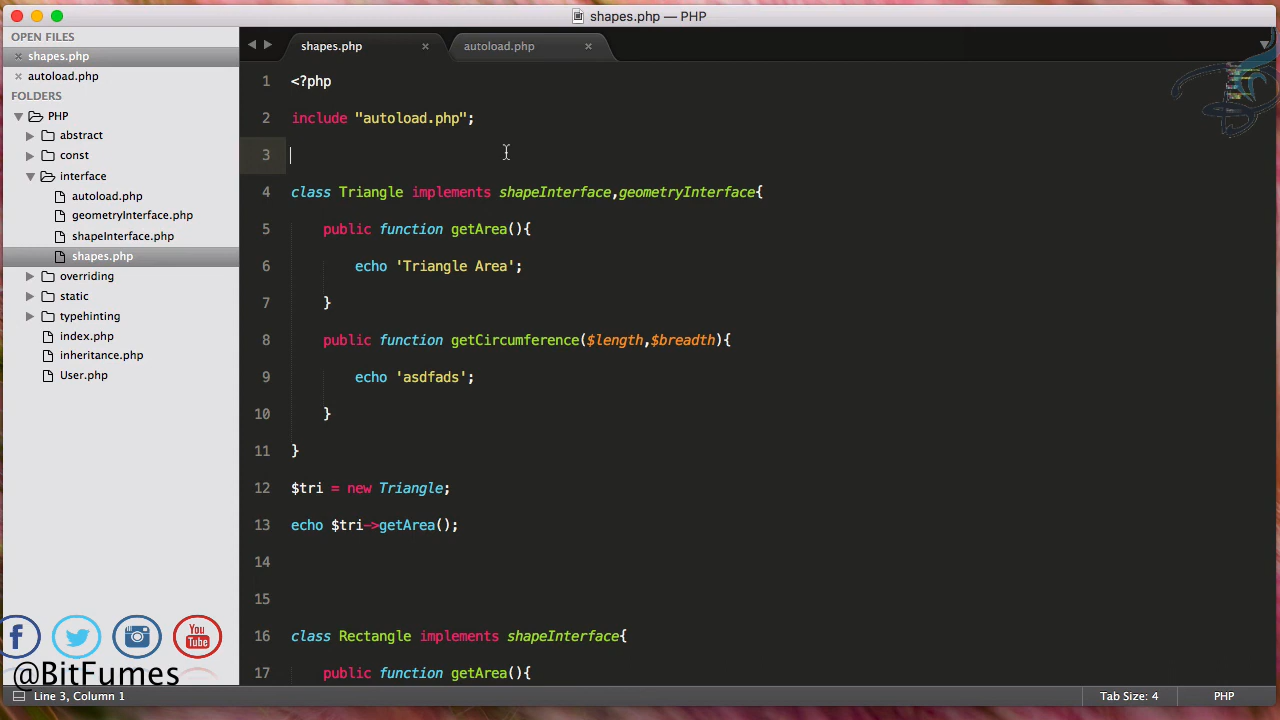 shapes.php — PHP
OPEN FILES
shapes.php
autoload.php
FOLDERS
PHP
abstract
const
interface
autoload.php
geometryInterface.php
shapeInterface.php
shapes.php
overriding
static
typehinting
index.php
inheritance.php
User.php
You
Tube
@BitFumes
shapes.php
autoload.php
1 <?php
2 include "autoload.php";
3
4 class Triangle implements shapeInterface,geometryInterface{
5 public function getArea(){
6 echo 'Triangle Area';
7 }
8 public function getCircumference($length,$breadth){
9 echo 'asdfads';
10 }
11 }
12 $tri = new Triangle;
13 echo $tri->getArea();
14
15
16 class Rectangle implements shapeInterface{
17 public function getArea(){
Line 3, Column 1
Tab Size: 4
PHP